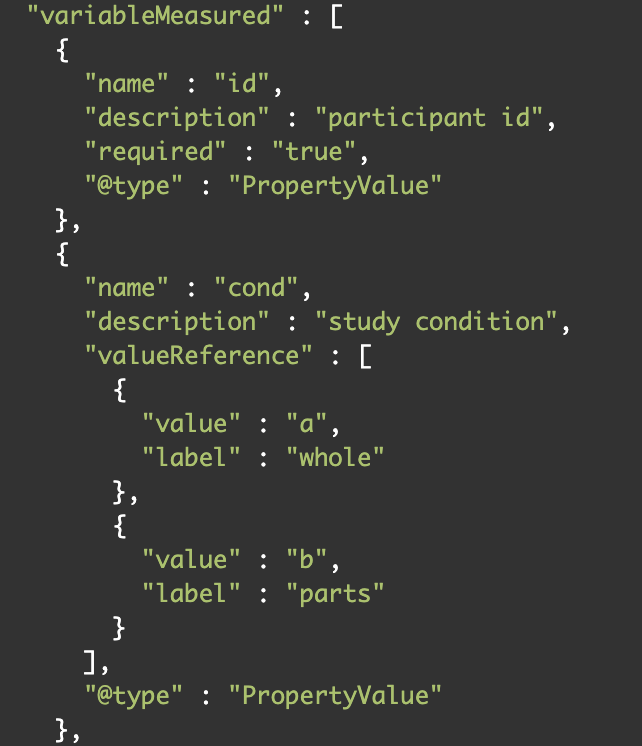 "variableMeasured" : [
{
"name" : "id",
"description" : "participant id",
"required" : "true",
"@type" : "PropertyValue"
},
{
"name" : "cond",
"description" : "study condition",
"valueReference" : [
{
"value" : "a",
"label" : "whole"
},
{
"value" : "b",
"label" : "parts"
}
],
"@type" : "PropertyValue"
},